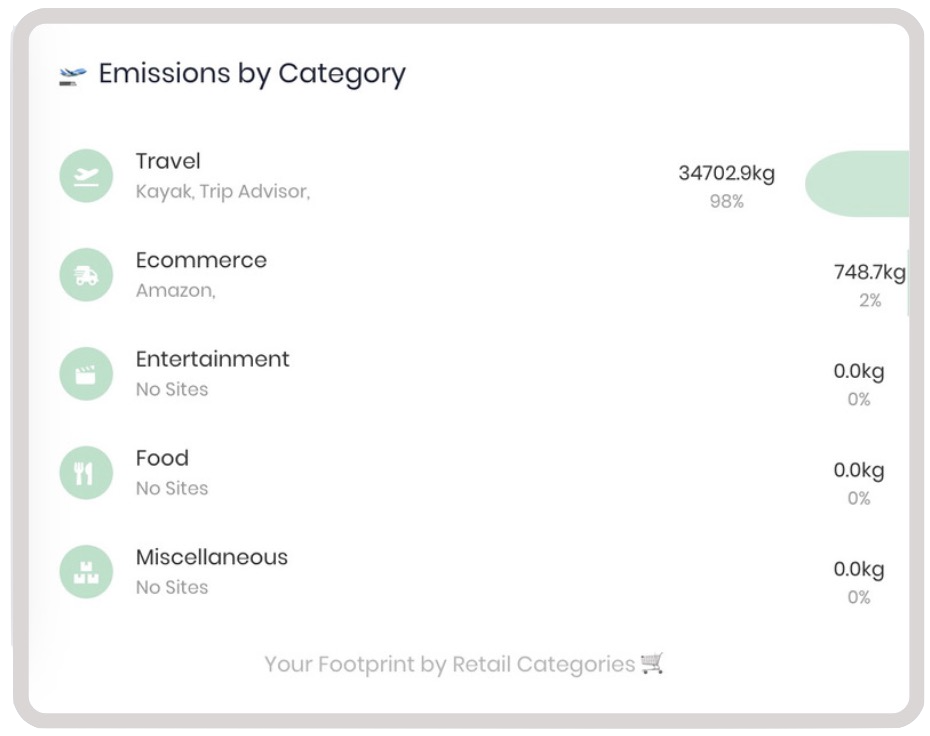 Emissions by Category
Travel
Kayak, Trip Advisor,
34702.9kg
98%
Ecommerce
Amazon,
748.7kg
2%
Entertainment
No Sites
0.0kg
0%
Food
No Sites
0.0kg
0%
Miscellaneous
No Sites
0.0kg
0%
Your Footprint by Retail Categories